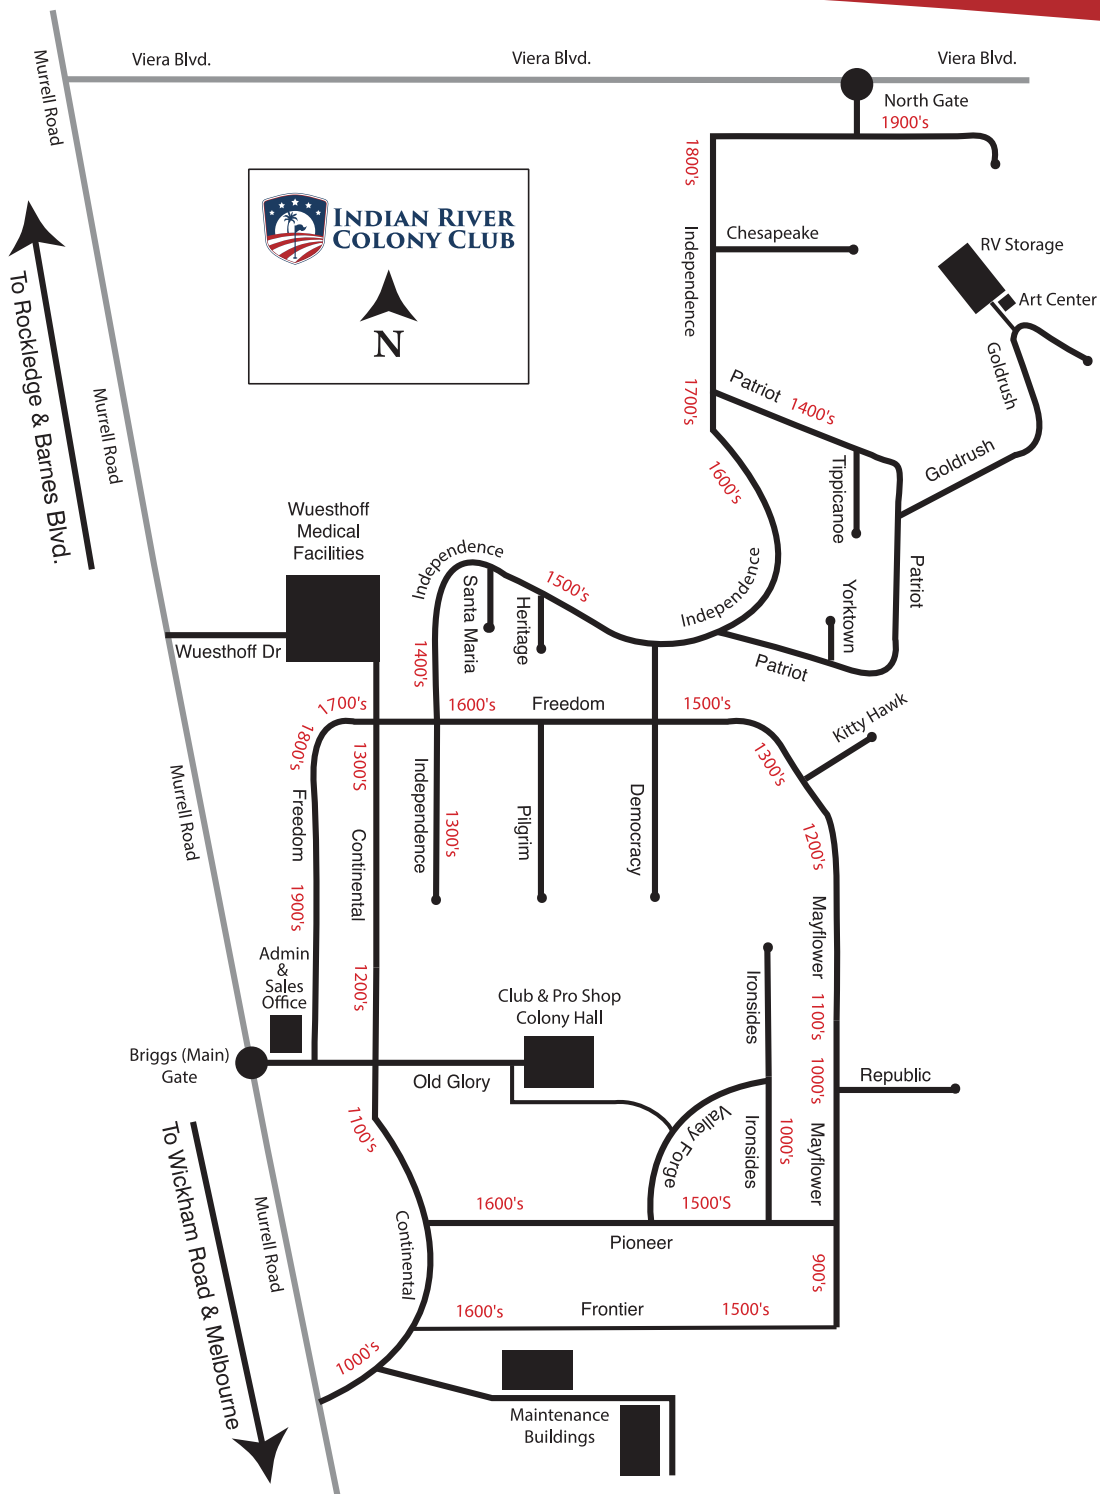 Viera Blvd.
Viera Blvd.
Viera Blvd.
Murrell Road
North Gate
1900's
1800's
INDIAN RIVER
COLONY CLUB
N
Independence
Chesapeake
RV Storage
Art Center
Goldrush
To Rockledge & Barnes Blvd.
Murrell Road
1700's
Patriot
1400's
1600's
Tippicanoe
Goldrush
Wuesthoff
Medical
Facilities
Independence
1500's
Santa Maria
Heritage
Independence
Yorktown
Patriot
Wuesthoff Dr
1400's
Patriot
1700's
1600's
Freedom
1500's
Kitty Hawk
1800's
1300'S
1300's
Murrell Road
Freedom
Continental
Independence
1300's
Pilgrim
Democracy
1200's
1900's
Mayflower
Admin
&
Sales
Office
1200's
Club & Pro Shop
Colony Hall
Ironsides
1100's
Briggs (Main)
Gate
Old Glory
1000's
Republic
1100's
Valley Forge
Ironsides
1000's
Mayflower
To Wickham Road & Melbourne
Murrell Road
Continental
1600's
1500'S
Pioneer
900's
1600's
Frontier
1500's
1000's
Maintenance
Buildings